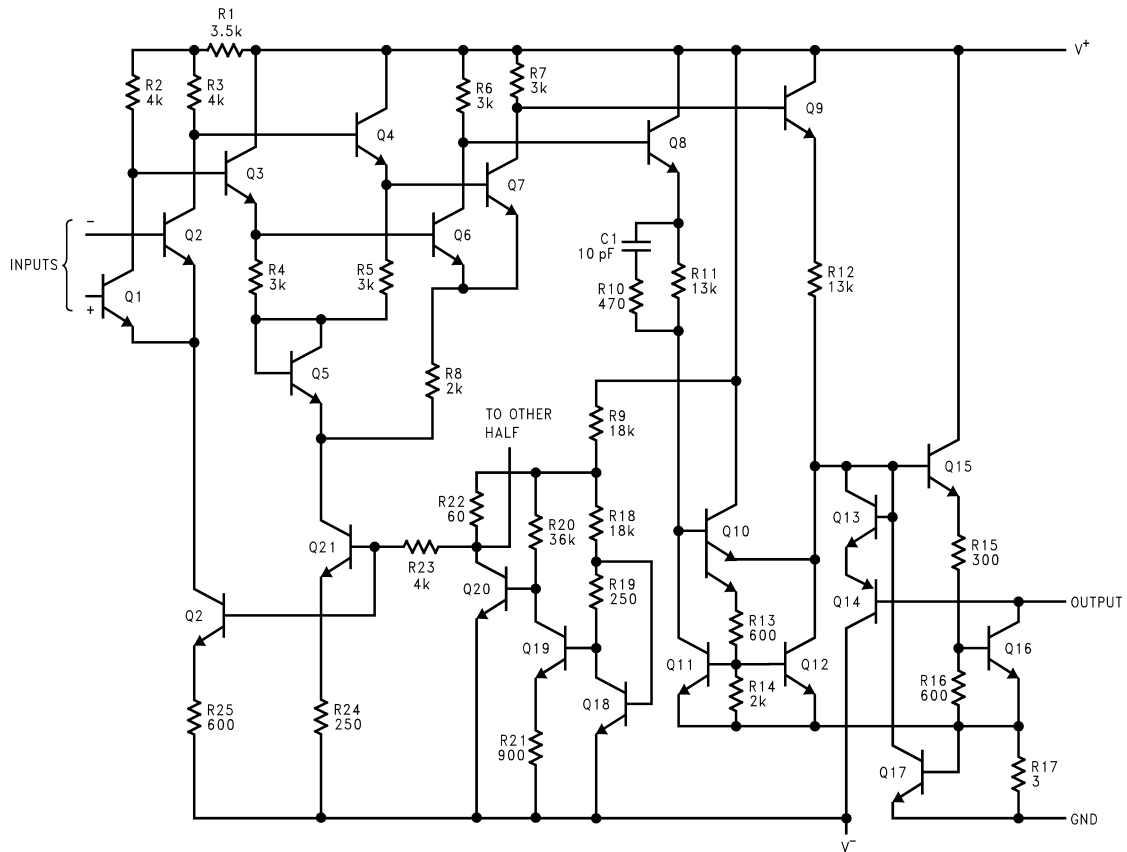 R1
3.5k
V+
R2
4k
R3
4k
R6
3k
R7
3k
Q4
Q9
Q8
Q3
Q7
−
Q2
Q6
INPUTS
Q1
+
R4
3k
R5
3k
C1
10 pF
R10
470
R11
13k
R12
13k
Q5
R8
2k
TO OTHER
HALF
R9
18k
R22
60
R20
36k
R18
18k
Q15
Q13
Q10
Q21
R23
4k
Q20
R19
250
R15
300
Q14
OUTPUT
Q2
Q19
R13
600
Q11
Q12
Q16
R14
2k
R16
600
Q18
R25
600
R24
250
R21
900
Q17
R17
3
GND
V−